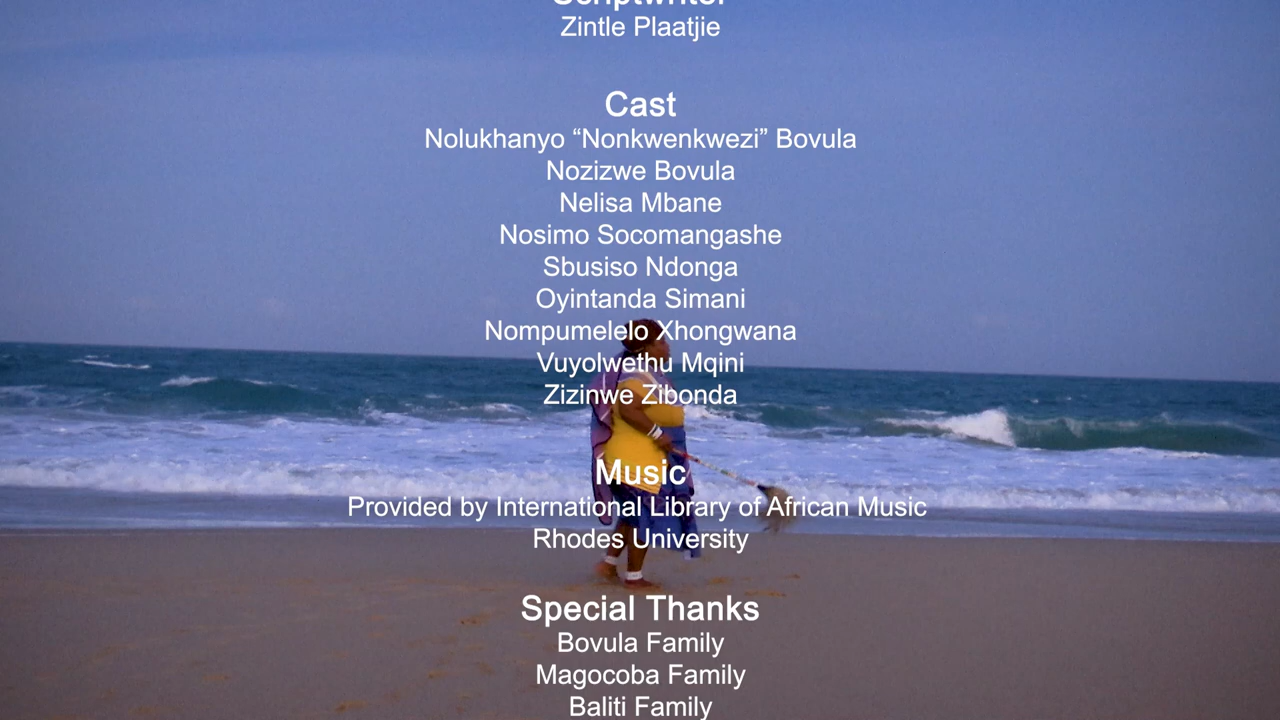 Scriptwriter
Zintle Plaatjie
Cast
Nolukhanyo “Nonkwenkwezi” Bovula
Nozizwe Bovula
Nelisa Mbane
Nosimo Socomangashe
Sbusiso Ndonga
Oyintanda Simani
Nompumelelo Xhongwana
Vuyolwethu Mqini
Zizinwe Zibonda
Music
Provided by International Library of African Music
Rhodes University
Special Thanks
Bovula Family
Magocoba Family
Baliti Family